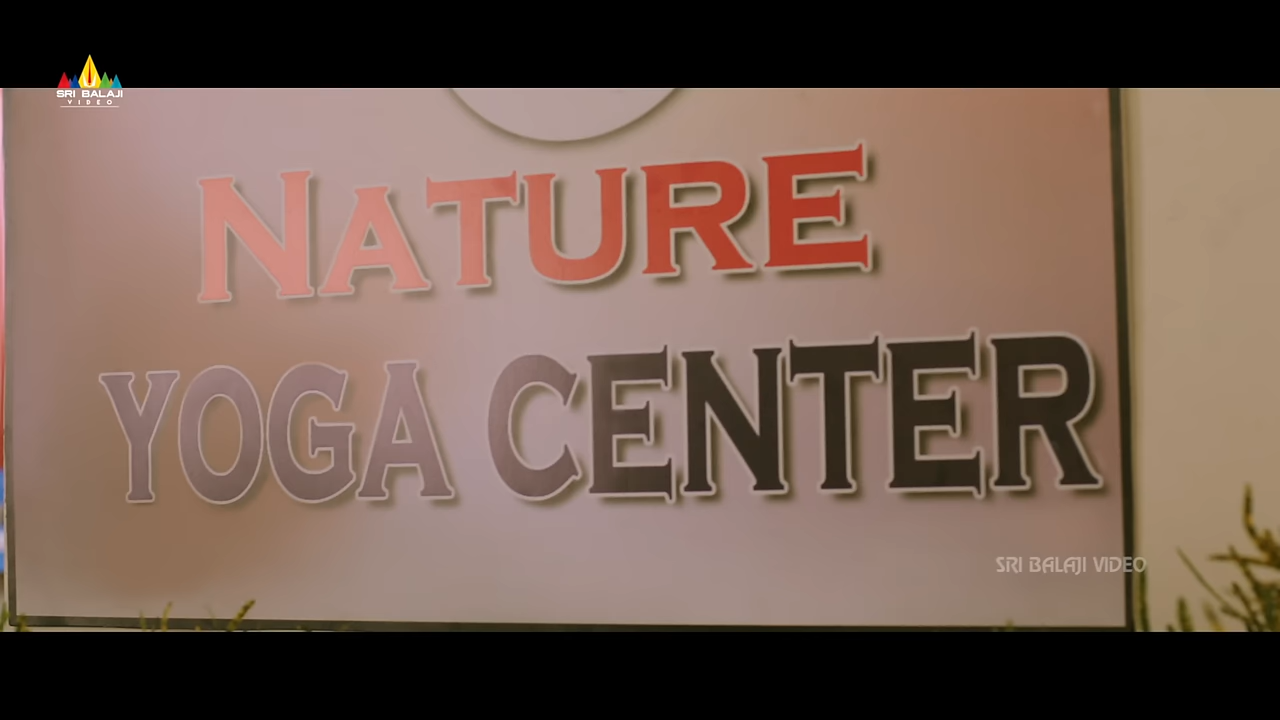 SRI BALAJI
VIDEO
NATURE
YOGA CENTER
SRI BALAJI VIDEO